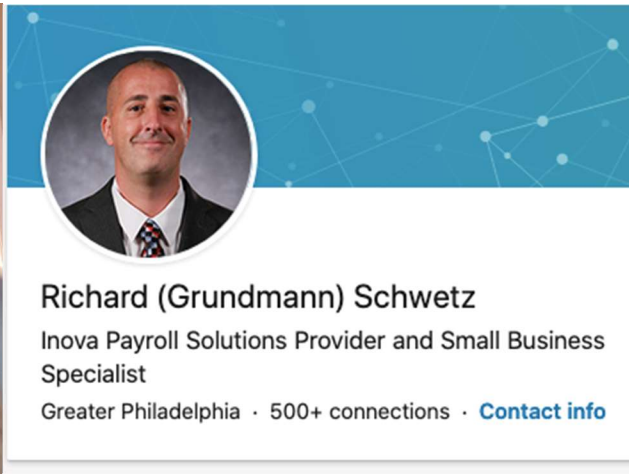 Richard (Grundmann) Schwetz
Inova Payroll Solutions Provider and Small Business
Specialist
Greater Philadelphia · 500+ connections · Contact info